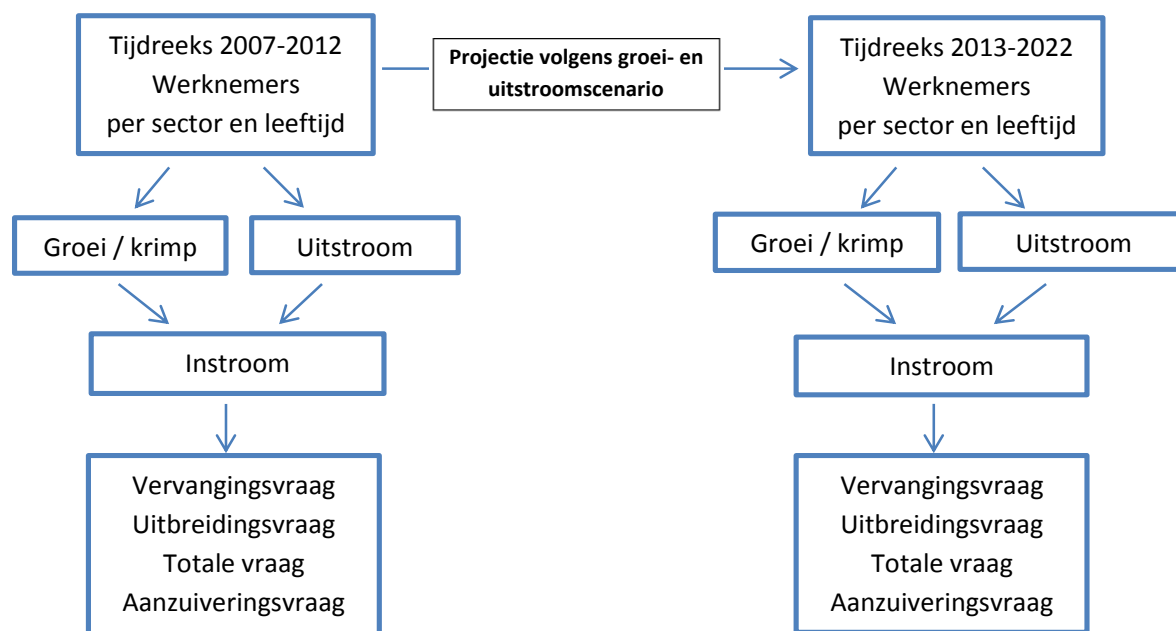 Tijdreeks 2007-2012
Werknemers
per sector en leeftijd
Projectie volgens groei- en
uitstroomscenario
Tijdreeks 2013-2022
Werknemers
per sector en leeftijd
Groei / krimp
Uitstroom
Groei / krimp
Uitstroom
Instroom
Instroom
Vervangingsvraag
Uitbreidingsvraag
Totale vraag
Aanzuiveringsvraag
Vervangingsvraag
Uitbreidingsvraag
Totale vraag
Aanzuiveringsvraag